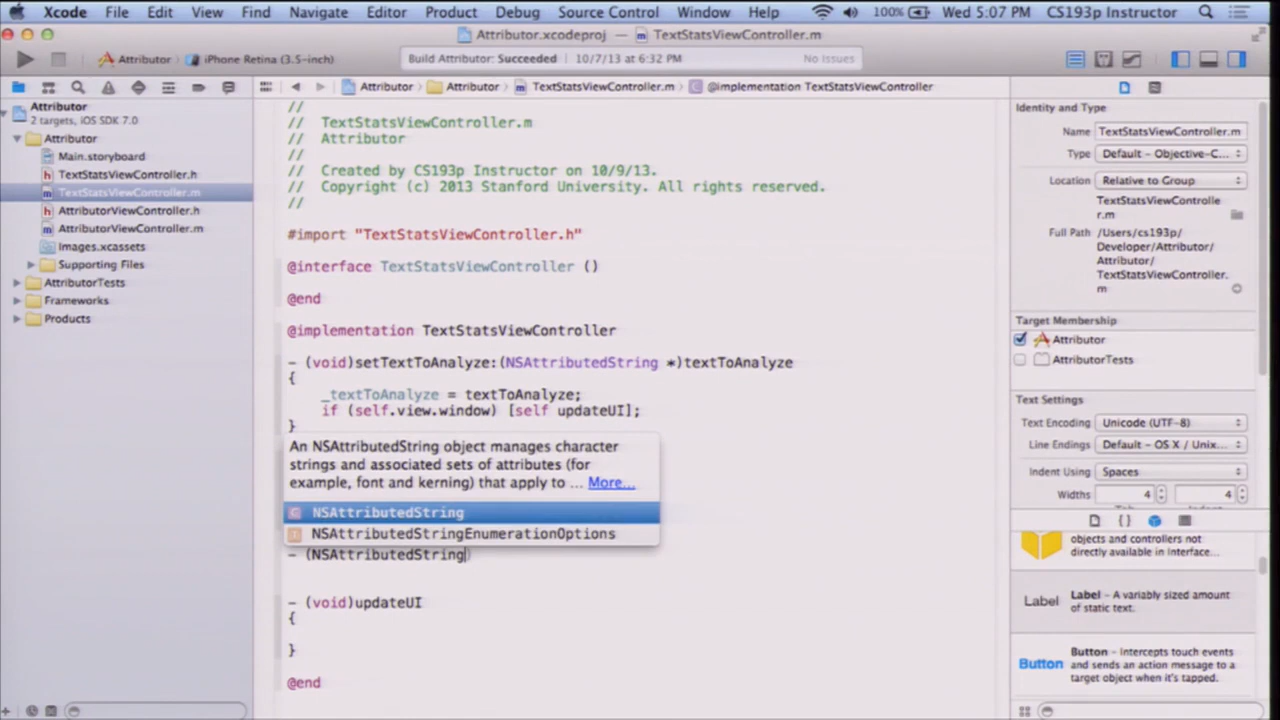 Xcode File Edit View Find Navigate Editor Product Debug Source Control Window Help 100% Wed 5:07 PM CS193p Instructor
Attributor.xcodeproj — TextStatsViewController.m
Attributor iPhone Retina (3.5-inch) Build Attributor: Succeeded 10/7/13 at 6:32 PM No Issues
Attributor Attributor TextStatsViewController.m @implementation TextStatsViewController
Attributor
2 targets, iOS SDK 7.0
Attributor
Main.storyboard
TextStatsViewController.h
TextStatsViewController.m
AttributorViewController.h
AttributorViewController.m
Images.xcassets
Supporting Files
AttributorTests
Frameworks
Products
//
// TextStatsViewController.m
// Attributor
//
// Created by CS193p Instructor on 10/9/13.
// Copyright (c) 2013 Stanford University. All rights reserved.
//
#import "TextStatsViewController.h"
@interface TextStatsViewController ()
@end
@implementation TextStatsViewController
- (void)setTextToAnalyze:(NSAttributedString *)textToAnalyze
{
_textToAnalyze = textToAnalyze;
if (self.view.window) [self updateUI];
}
An NSAttributedString object manages character
strings and associated sets of attributes (for
example, font and kerning) that apply to ... More...
C NSAttributedString
T NSAttributedStringEnumerationOptions
- (NSAttributedString)
- (void)updateUI
{
}
@end
Identity and Type
Name TextStatsViewController.m
Type Default - Objective-C...
Location Relative to Group
TextStatsViewControlle
r.m
Full Path /Users/cs193p/
Developer/Attributor/
Attributor/
TextStatsViewController.
m
Target Membership
Attributor
AttributorTests
Text Settings
Text Encoding Unicode (UTF-8)
Line Endings Default - OS X / Unix...
Indent Using Spaces
Widths 4 4
objects and controllers not
directly available in Interface...
Label Label - A variably sized amount
of static text.
Button Button - Intercepts touch events
and sends an action message to a
target object when it's tapped.